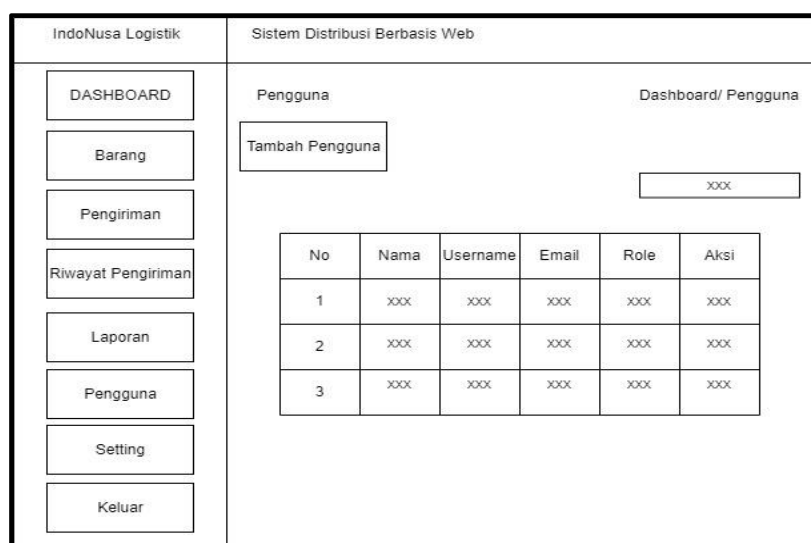 IndoNusa Logistik
Sistem Distribusi Berbasis Web
DASHBOARD
Barang
Pengiriman
Riwayat Pengiriman
Laporan
Pengguna
Setting
Keluar
Pengguna
Dashboard/ Pengguna
Tambah Pengguna
xxx
No Nama Username Email Role Aksi
1 xxx xxx xxx xxx xxx
2 xxx xxx xxx xxx xxx
3 xxx xxx xxx xxx xxx